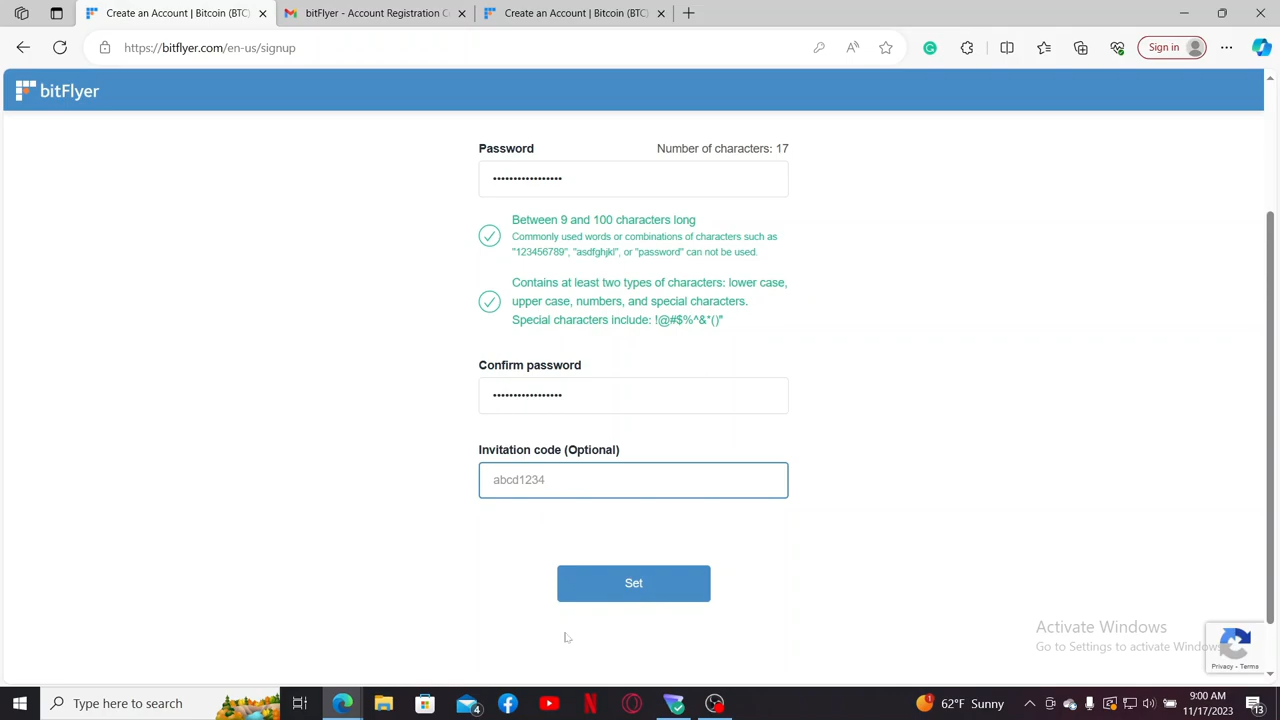 Create an Account | Bitcoin (BTC)
bitFlyer - Account Registration C
Create an Account | Bitcoin (BTC)
https://bitflyer.com/en-us/signup
Sign in
bitFlyer
Password
Number of characters: 17
•••••••••••••••••
Between 9 and 100 characters long
Commonly used words or combinations of characters such as
"123456789", "asdfghjkl", or "password" can not be used.
Contains at least two types of characters: lower case,
upper case, numbers, and special characters.
Special characters include: !@#$%^&*()"
Confirm password
•••••••••••••••••
Invitation code (Optional)
abcd1234
Set
Activate Windows
Go to Settings to activate Windows
Privacy - Terms
Type here to search
4
1
62°F Sunny
9:00 AM
11/17/2023
13